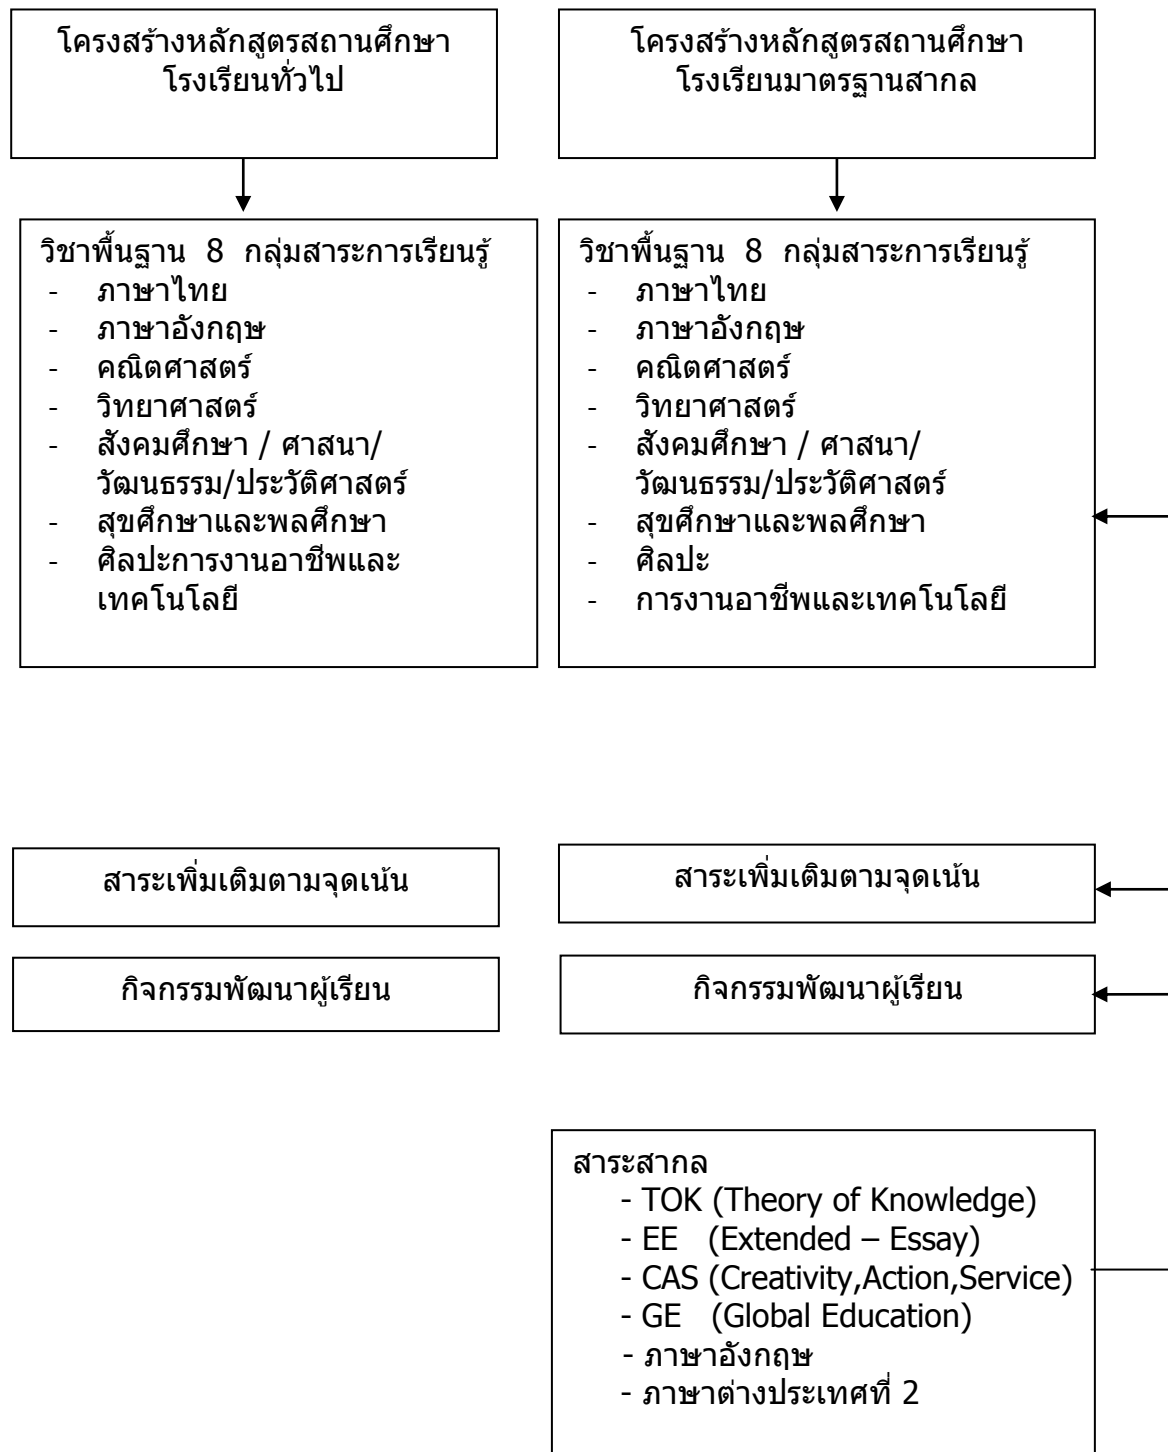 โครงสร้างหลักสูตรสถานศึกษา
โรงเรียนทั่วไป
โครงสร้างหลักสูตรสถานศึกษา
โรงเรียนมาตรฐานสากล
วิชาพื้นฐาน 8 กลุ่มสาระการเรียนรู้
- ภาษาไทย
- ภาษาอังกฤษ
- คณิตศาสตร์
- วิทยาศาสตร์
- สังคมศึกษา / ศาสนา/
วัฒนธรรม/ประวัติศาสตร์
- สุขศึกษาและพลศึกษา
- ศิลปะการงานอาชีพและ
เทคโนโลยี
วิชาพื้นฐาน 8 กลุ่มสาระการเรียนรู้
- ภาษาไทย
- ภาษาอังกฤษ
- คณิตศาสตร์
- วิทยาศาสตร์
- สังคมศึกษา / ศาสนา/
วัฒนธรรม/ประวัติศาสตร์
- สุขศึกษาและพลศึกษา
- ศิลปะ
- การงานอาชีพและเทคโนโลยี
สาระเพิ่มเติมตามจุดเน้น
สาระเพิ่มเติมตามจุดเน้น
กิจกรรมพัฒนาผู้เรียน
กิจกรรมพัฒนาผู้เรียน
สาระสากล
- TOK (Theory of Knowledge)
- EE (Extended – Essay)
- CAS (Creativity,Action,Service)
- GE (Global Education)
- ภาษาอังกฤษ
- ภาษาต่างประเทศที่ 2